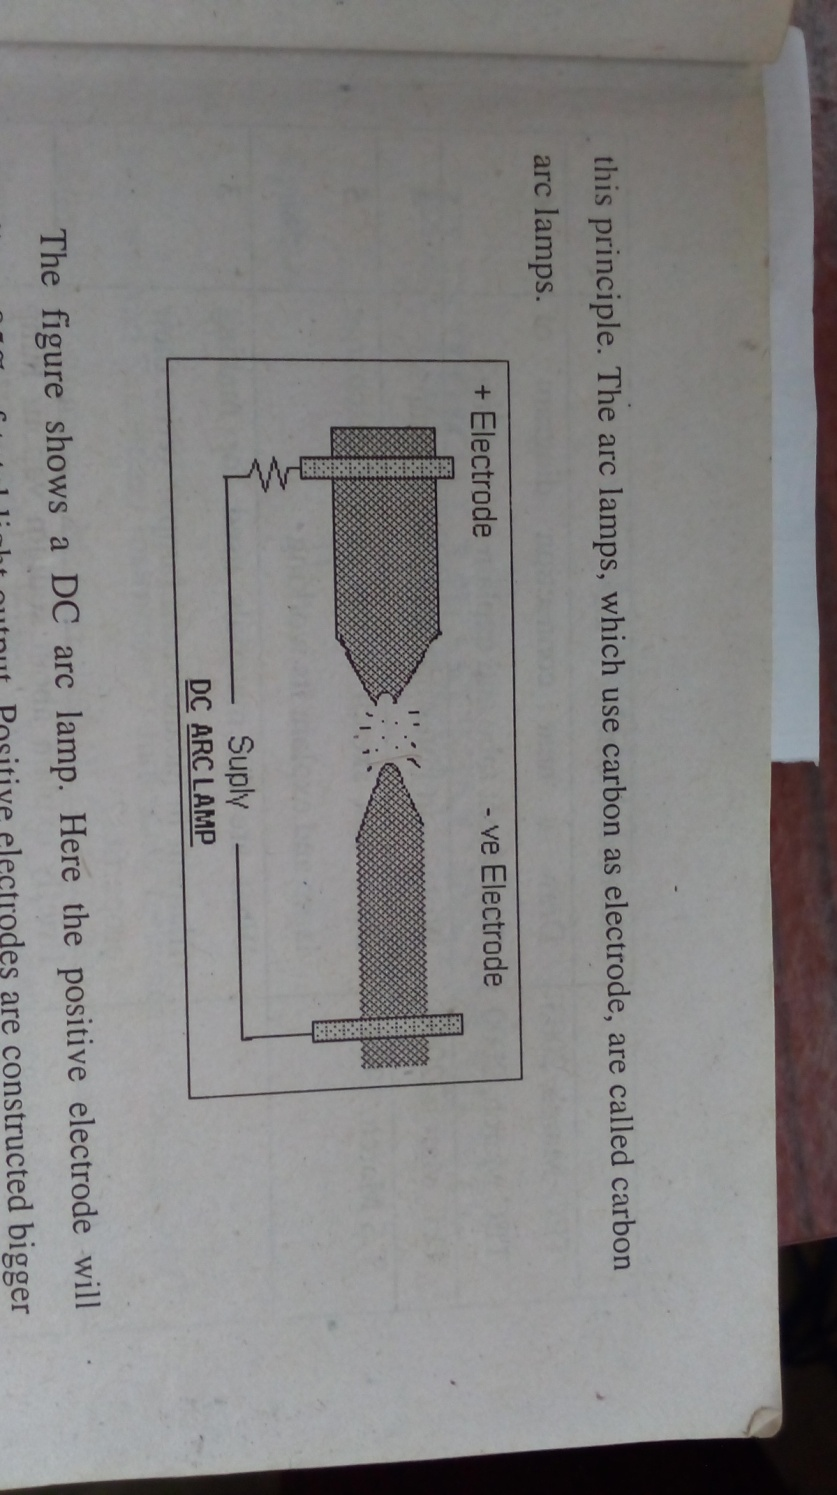 this principle. The arc lamps, which use carbon as electrode, are called carbon
arc lamps.
+ Electrode
- ve Electrode
Suply
DC ARC LAMP
The figure shows a DC arc lamp. Here the positive electrode will
light output. Positive electrodes are constructed bigger